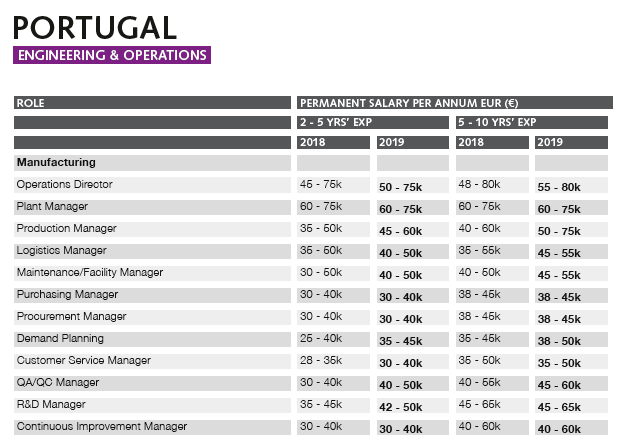 PORTUGAL
ENGINEERING & OPERATIONS
ROLE PERMANENT SALARY PER ANNUM EUR (€)
2 - 5 YRS' EXP 5 - 10 YRS' EXP
2018 2019 2018 2019
Manufacturing
Operations Director 45 - 75k 50 - 75k 48 - 80k 55 - 80k
Plant Manager 60 - 75k 60 - 75k 60 - 75k 60 - 75k
Production Manager 35 - 50k 45 - 60k 40 - 60k 50 - 75k
Logistics Manager 35 - 50k 40 - 50k 35 - 55k 45 - 55k
Maintenance/Facility Manager 30 - 50k 40 - 50k 40 - 50k 45 - 55k
Purchasing Manager 30 - 40k 30 - 40k 38 - 45k 38 - 45k
Procurement Manager 30 - 40k 30 - 40k 38 - 45k 38 - 45k
Demand Planning 25 - 40k 35 - 45k 35 - 45k 38 - 50k
Customer Service Manager 28 - 35k 30 - 40k 35 - 50k 35 - 50k
QA/QC Manager 30 - 40k 40 - 50k 40 - 55k 45 - 60k
R&D Manager 35 - 45k 42 - 50k 45 - 65k 45 - 65k
Continuous Improvement Manager 30 - 40k 30 - 40k 40 - 60k 40 - 60k